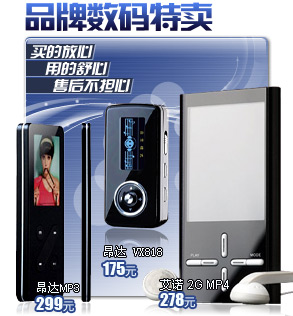 品牌数码特卖
买的放心
用的舒心
售后不担心
昂达 VX818
175元
昂达MP3
299元
艾诺 2G MP4
278元
PLAY
MODE